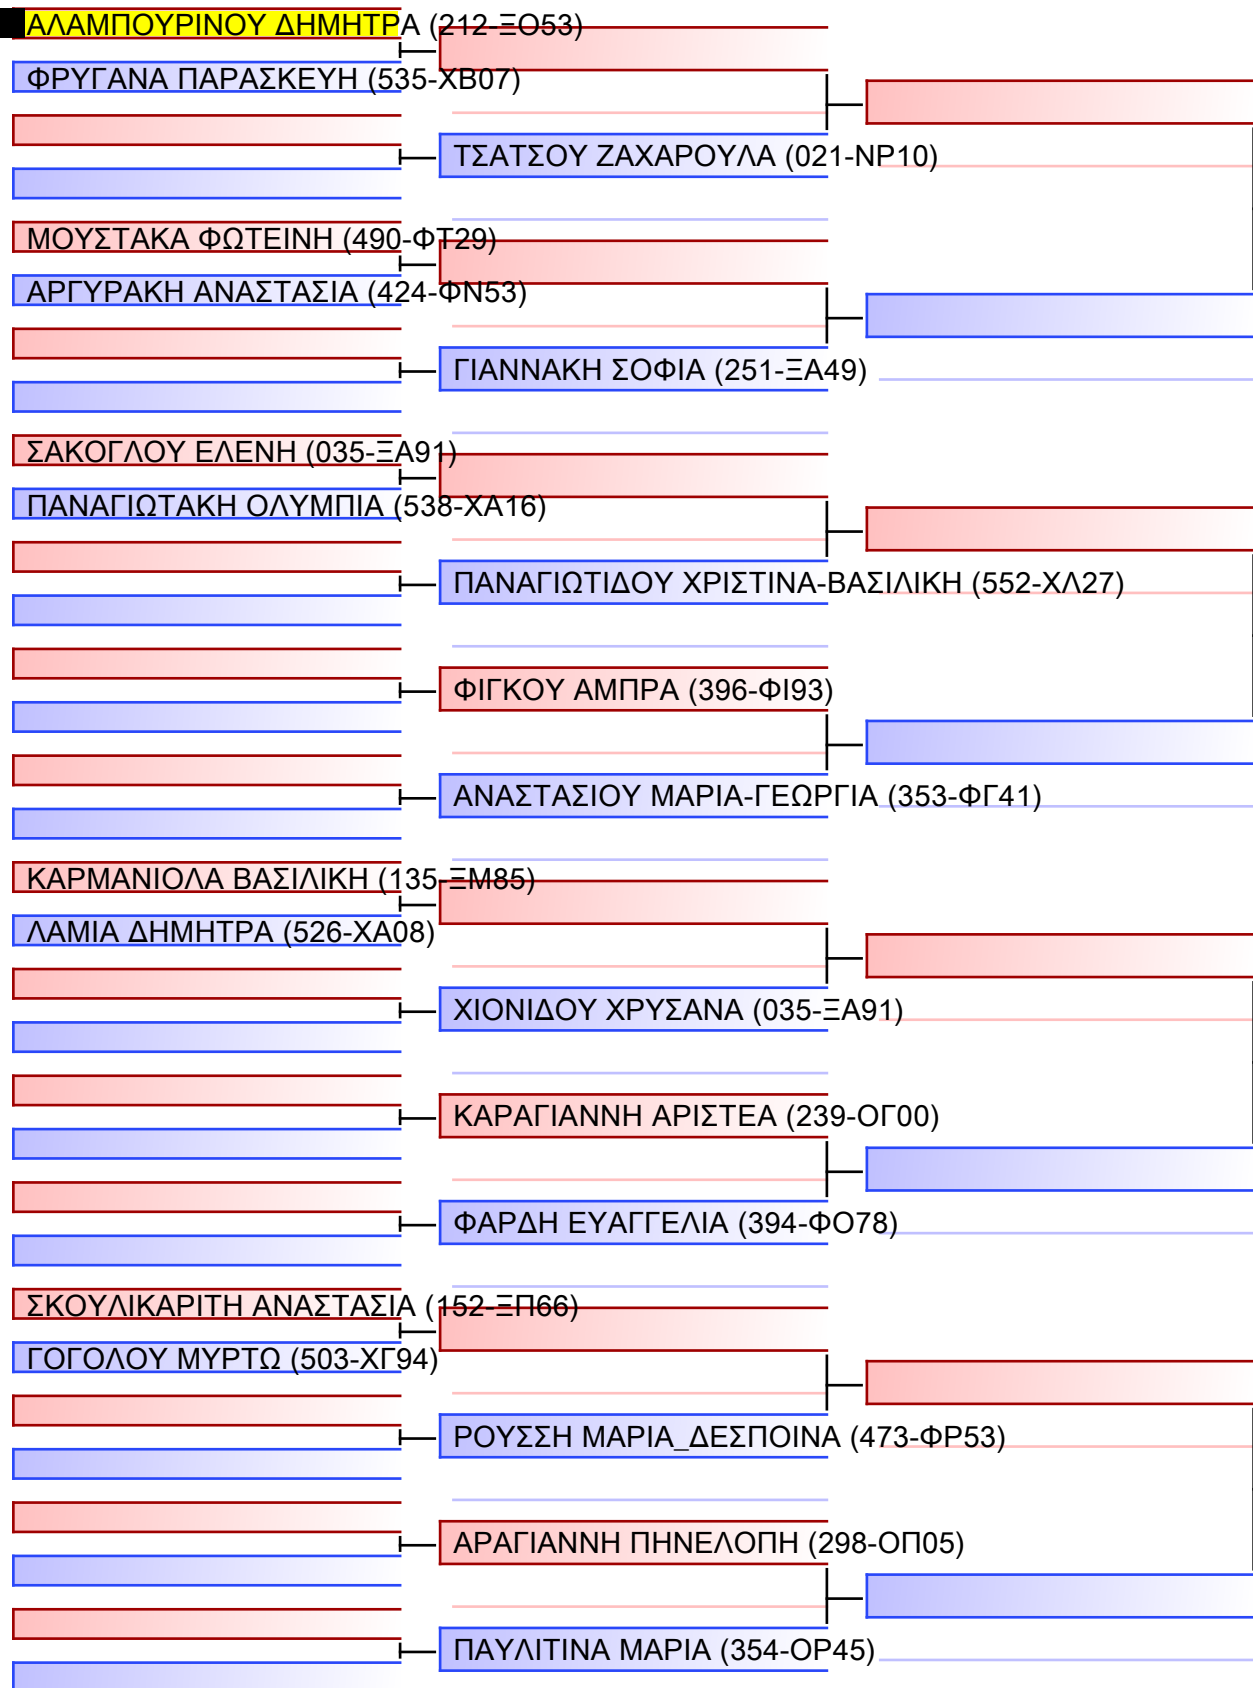 ΑΛΑΜΠΟΥΡΙΝΟΥ ΔΗΜΗΤΡΑ (212-ΞΟ53)
ΦΡΥΓΑΝΑ ΠΑΡΑΣΚΕΥΗ (535-ΧΒ07)
ΤΣΑΤΣΟΥ ΖΑΧΑΡΟΥΛΑ (021-ΝΡ10)
ΜΟΥΣΤΑΚΑ ΦΩΤΕΙΝΗ (490-ΦΤ29)
ΑΡΓΥΡΑΚΗ ΑΝΑΣΤΑΣΙΑ (424-ΦΝ53)
ΓΙΑΝΝΑΚΗ ΣΟΦΙΑ (251-ΞΑ49)
ΣΑΚΟΓΛΟΥ ΕΛΕΝΗ (035-ΞΑ91)
ΠΑΝΑΓΙΩΤΑΚΗ ΟΛΥΜΠΙΑ (538-ΧΑ16)
ΠΑΝΑΓΙΩΤΙΔΟΥ ΧΡΙΣΤΙΝΑ-ΒΑΣΙΛΙΚΗ (552-ΧΛ27)
ΦΙΓΚΟΥ ΑΜΠΡΑ (396-ΦΙ93)
ΑΝΑΣΤΑΣΙΟΥ ΜΑΡΙΑ-ΓΕΩΡΓΙΑ (353-ΦΓ41)
ΚΑΡΜΑΝΙΟΛΑ ΒΑΣΙΛΙΚΗ (135-ΞΜ85)
ΛΑΜΙΑ ΔΗΜΗΤΡΑ (526-ΧΑ08)
ΧΙΟΝΙΔΟΥ ΧΡΥΣΑΝΑ (035-ΞΑ91)
ΚΑΡΑΓΙΑΝΝΗ ΑΡΙΣΤΕΑ (239-ΟΓ00)
ΦΑΡΔΗ ΕΥΑΓΓΕΛΙΑ (394-ΦΟ78)
ΣΚΟΥΛΙΚΑΡΙΤΗ ΑΝΑΣΤΑΣΙΑ (152-ΞΠ66)
ΓΟΓΟΛΟΥ ΜΥΡΤΩ (503-ΧΓ94)
ΡΟΥΣΣΗ ΜΑΡΙΑ_ΔΕΣΠΟΙΝΑ (473-ΦΡ53)
ΑΡΑΓΙΑΝΝΗ ΠΗΝΕΛΟΠΗ (298-ΟΠ05)
ΠΑΥΛΙΤΙΝΑ ΜΑΡΙΑ (354-ΟΡ45)